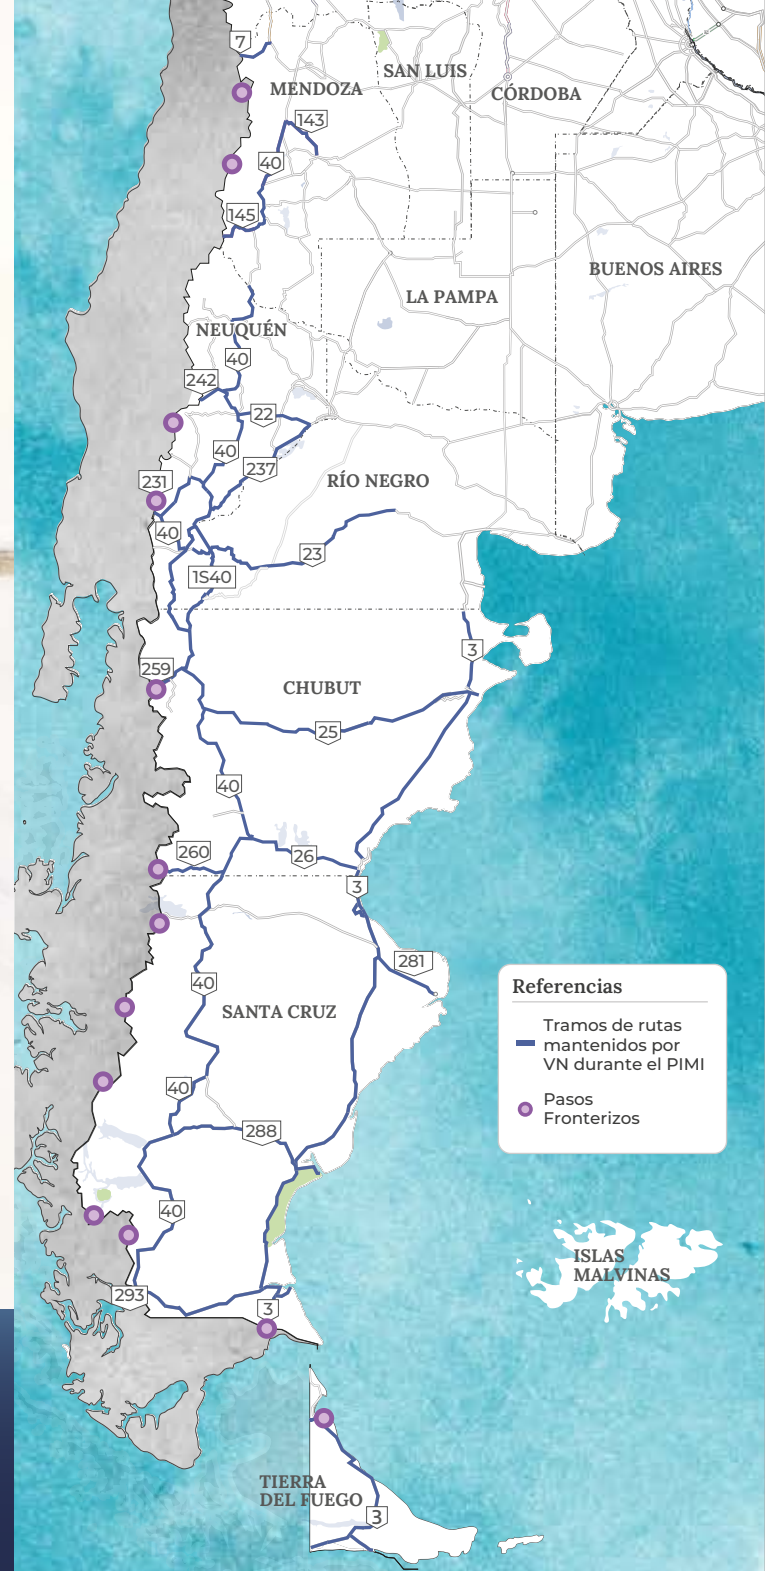 7
SAN LUIS
MENDOZA
CÓRDOBA
143
40
145
BUENOS AIRES
LA PAMPA
NEUQUÉN
40
242
22
40
237
231
RÍO NEGRO
40
23
1S40
3
259
CHUBUT
25
40
260
26
3
281
40
SANTA CRUZ
Referencias
Tramos de rutas
mantenidos por
VN durante el PIMI
Pasos
Fronterizos
40
288
40
ISLAS
MALVINAS
293
3
TIERRA
DEL FUEGO
3